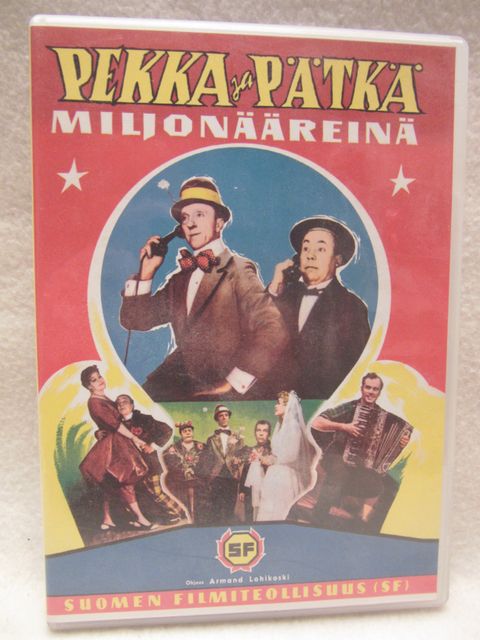 PEKKA ja PÄTKÄ
MILJONÄÄREINÄ
SF
Ohjaus Armand Lohikoski
SUOMEN FILMITEOLLISUUS (SF)